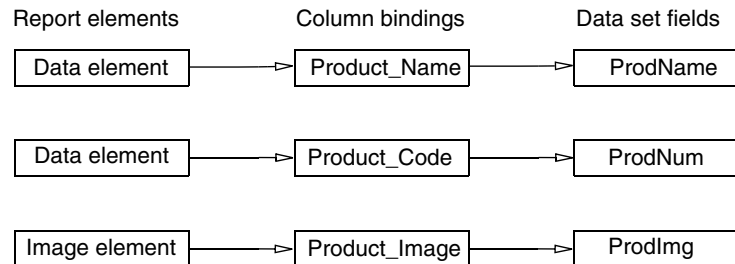 Report elements Column bindings Data set fields
Data element Product_Name ProdName
Data element Product_Code ProdNum
Image element Product_Image ProdImg